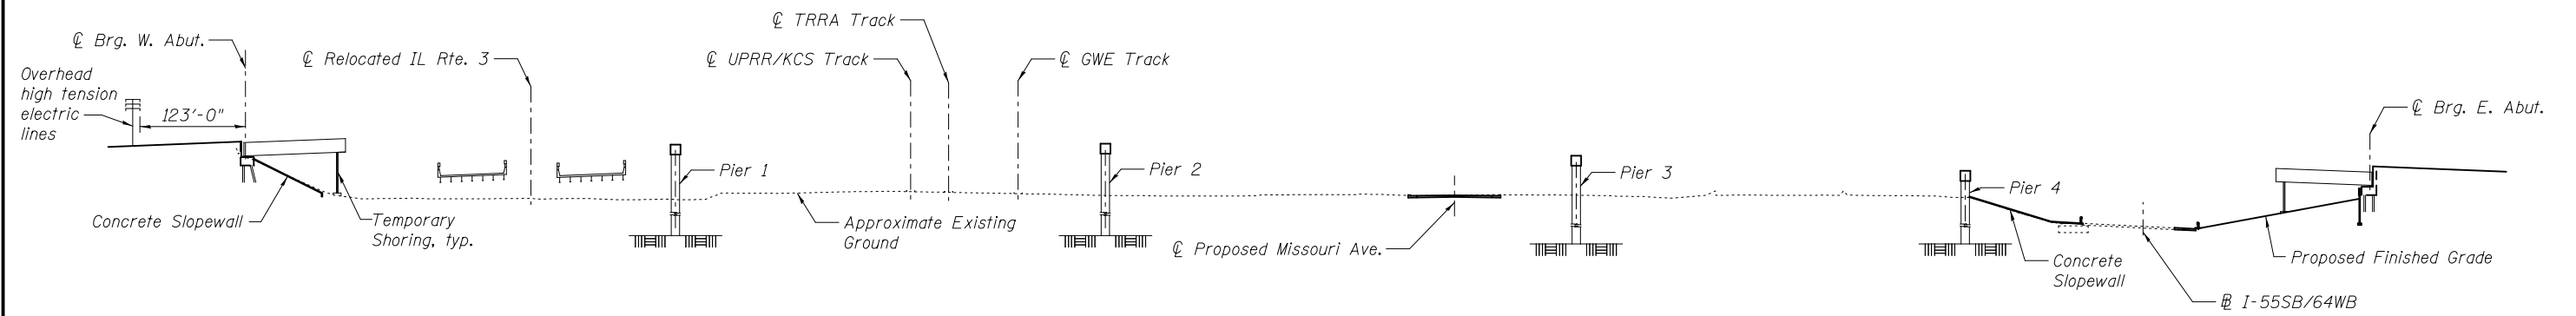 ℄ TRRA Track
℄ Brg. W. Abut.
℄ Relocated IL Rte. 3
℄ UPRR/KCS Track
℄ GWE Track
Overhead
high tension
electric
lines
123'-0"
℄ Brg. E. Abut.
Pier 1
Pier 2
Pier 3
Pier 4
Concrete Slopewall
Temporary
Shoring, typ.
Approximate Existing
Ground
℄ Proposed Missouri Ave.
Concrete
Slopewall
Proposed Finished Grade
BL I-55SB/64WB